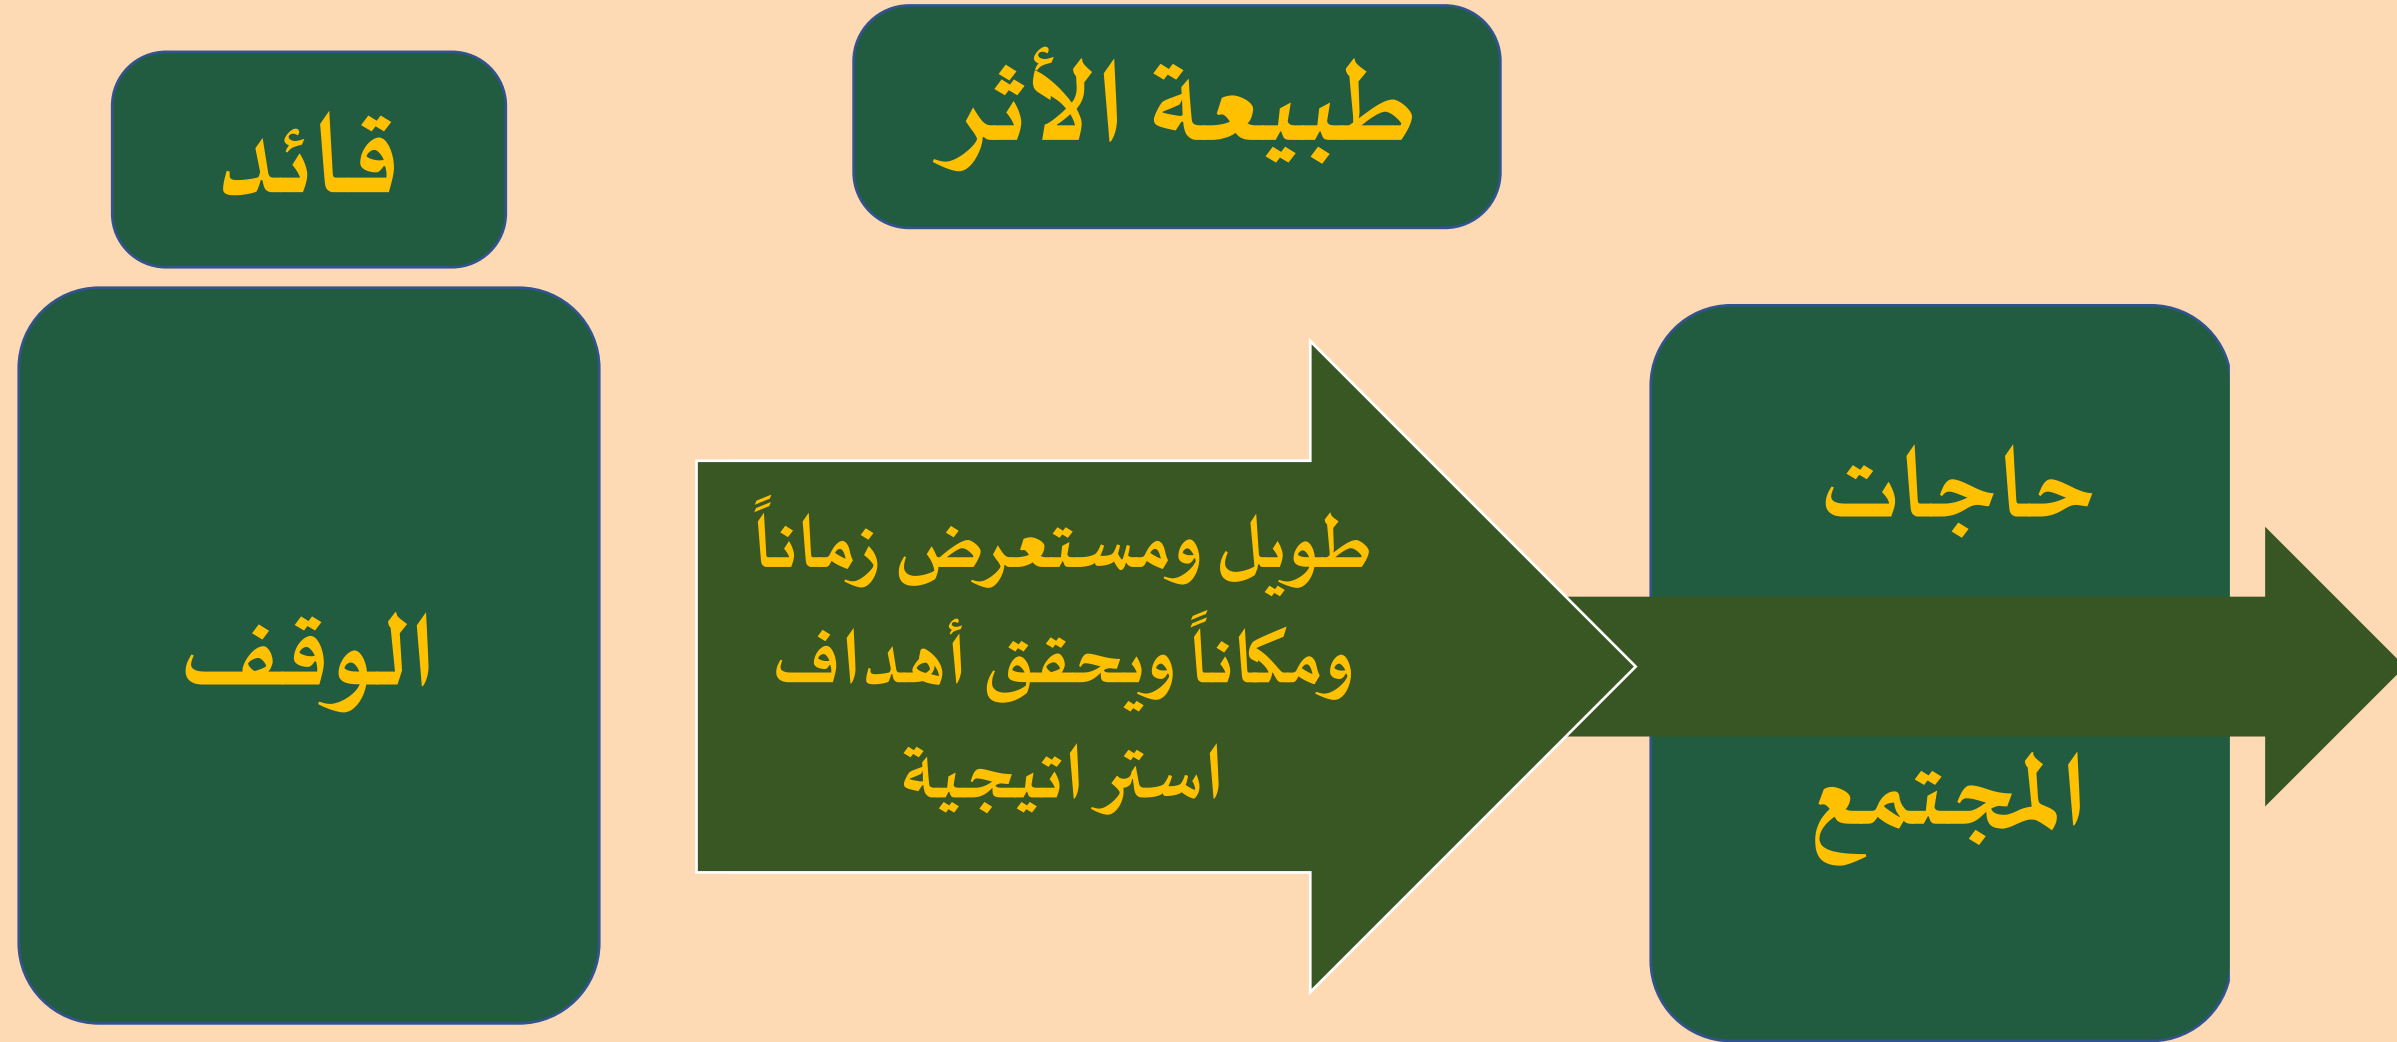 طبيعة الأثر
قائد
حاجات
المجتمع
طويل ومستعرض زماناً
ومكاناً ويحقق أهداف
استراتيجية
الوقف